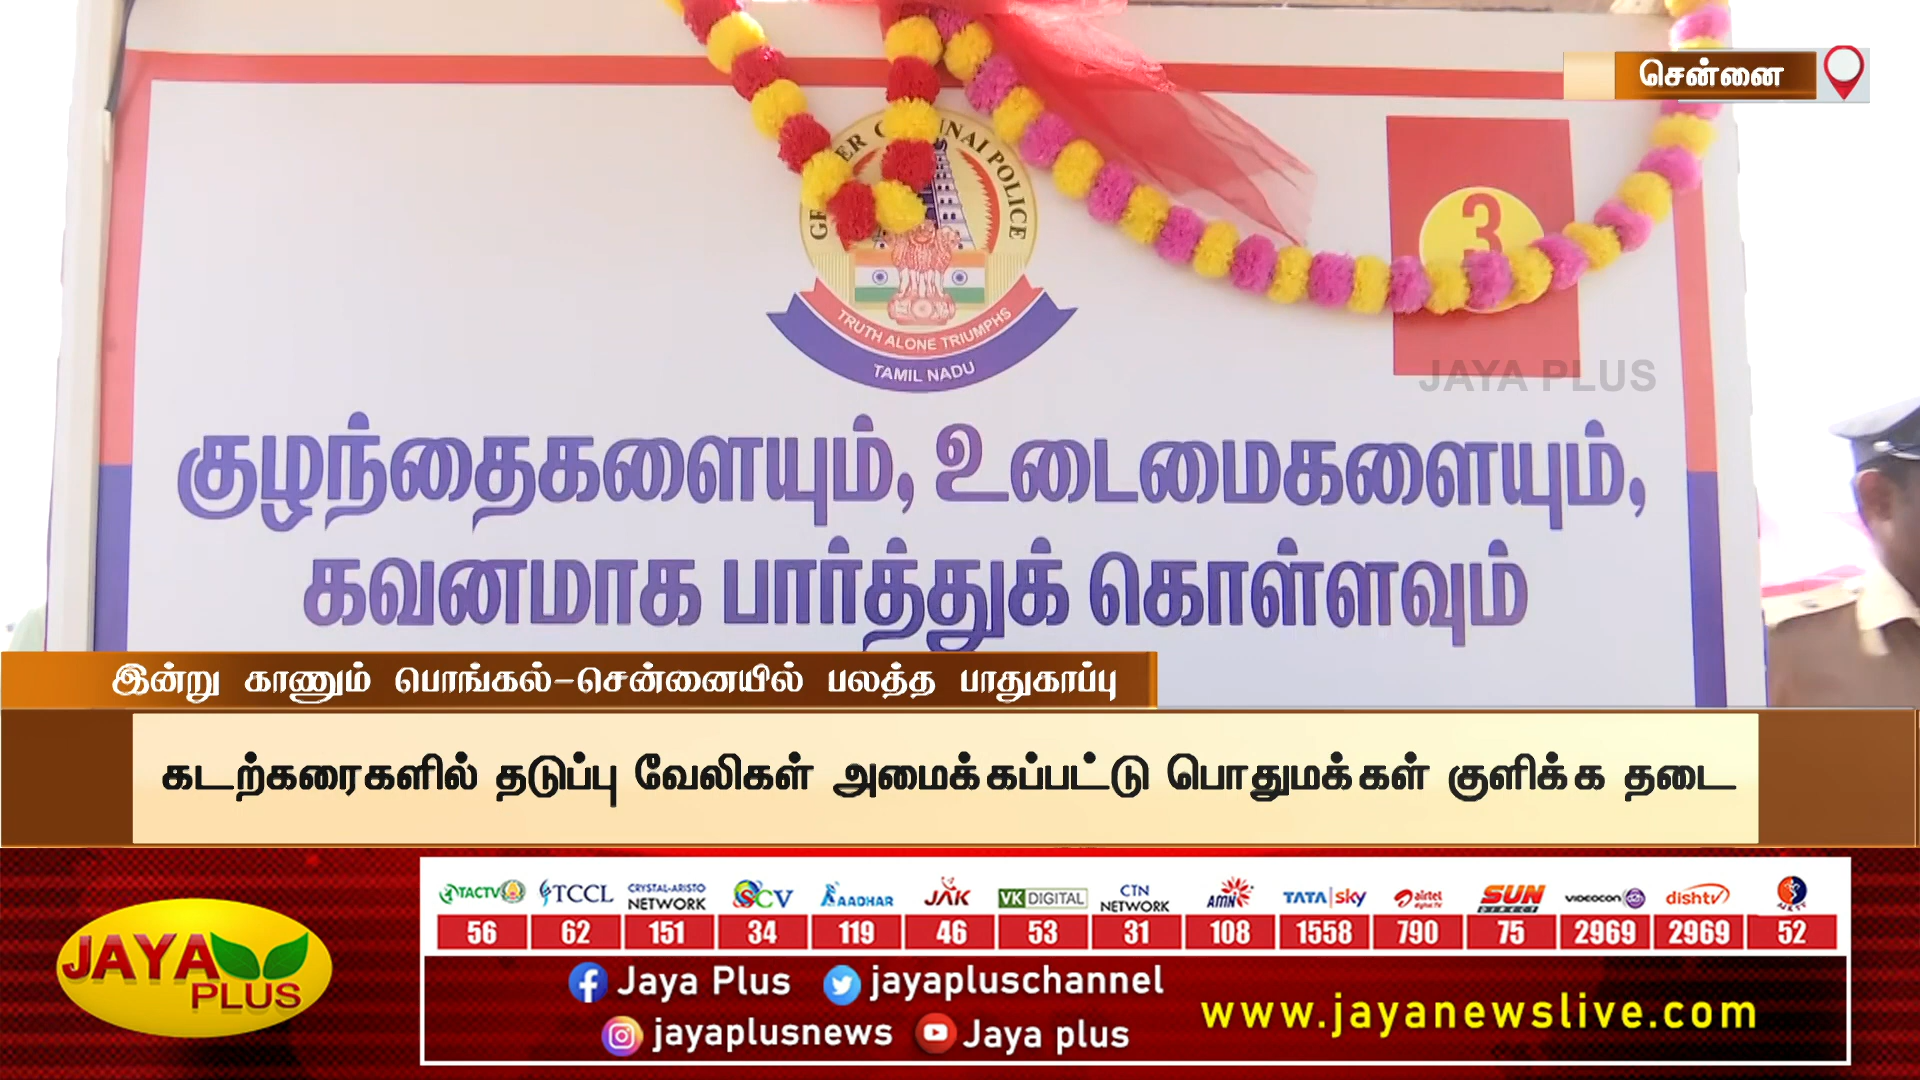 சென்னை
GREATER CHENNAI POLICE
TRUTH ALONE TRIUMPHS
TAMIL NADU
3
JAYA PLUS
குழந்தைகளையும், உடைமைகளையும்,
கவனமாக பார்த்துக் கொள்ளவும்
இன்று காணும் பொங்கல்-சென்னையில் பலத்த பாதுகாப்பு
கடற்கரைகளில் தடுப்பு வேலிகள் அமைக்கப்பட்டு பொதுமக்கள் குளிக்க தடை
TACTV TCCL CRYSTAL-ARISTO NETWORK SCV AADHAR JAK VK DIGITAL CTN NETWORK AMN TATA sky airtel digital TV SUN DIRECT VIDEOCON dishtv
56 62 151 34 119 46 53 31 108 1558 790 75 2969 2969 52
JAYA PLUS
Jaya Plus jayapluschannel
jayaplusnews Jaya plus
www.jayanewslive.com